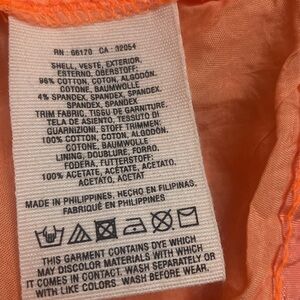 RN : 66170 CA : 02054
SHELL, VESTE, EXTERIOR,
ESTERNO, OBERSTOFF:
96% COTTON, COTON, ALGODÓN,
COTONE, BAUMWOLLE
4% SPANDEX, SPANDEX, SPANDEX,
SPANDEX, SPANDEX
TRIM FABRIC, TISSU DE GARNITURE,
TELA DE ASIENTO, TESSUTO DI
GUARNIZIONI, STOFF TRIMMEN:
100% COTTON, COTON, ALGODÓN,
COTONE, BAUMWOLLE
LINING, DOUBLURE, FORRO,
FODERA, FUTTERSTOFF:
100% ACETATE, ACETATE, ACETATO,
ACETATO, ACETAT
MADE IN PHILIPPINES, HECHO EN FILIPINAS,
FABRIQUÉ EN PHILIPPINES
THIS GARMENT CONTAINS DYE WHICH
MAY DISCOLOR MATERIALS WITH WHICH
IT MAY COME IN CONTACT. WASH SEPARATELY OR
WITH LIKE COLORS. WASH BEFORE WEAR.